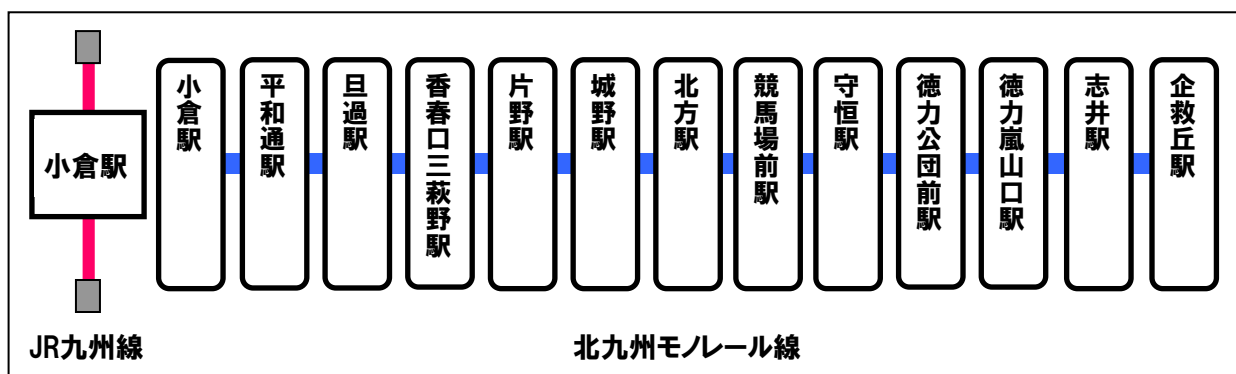 小倉駅
小倉駅
平和通駅
旦過駅
香春口三萩野駅
片野駅
城野駅
北方駅
競馬場前駅
守恒駅
徳力公団前駅
徳力嵐山口駅
志井駅
企救丘駅
JR九州線
北九州モノレール線